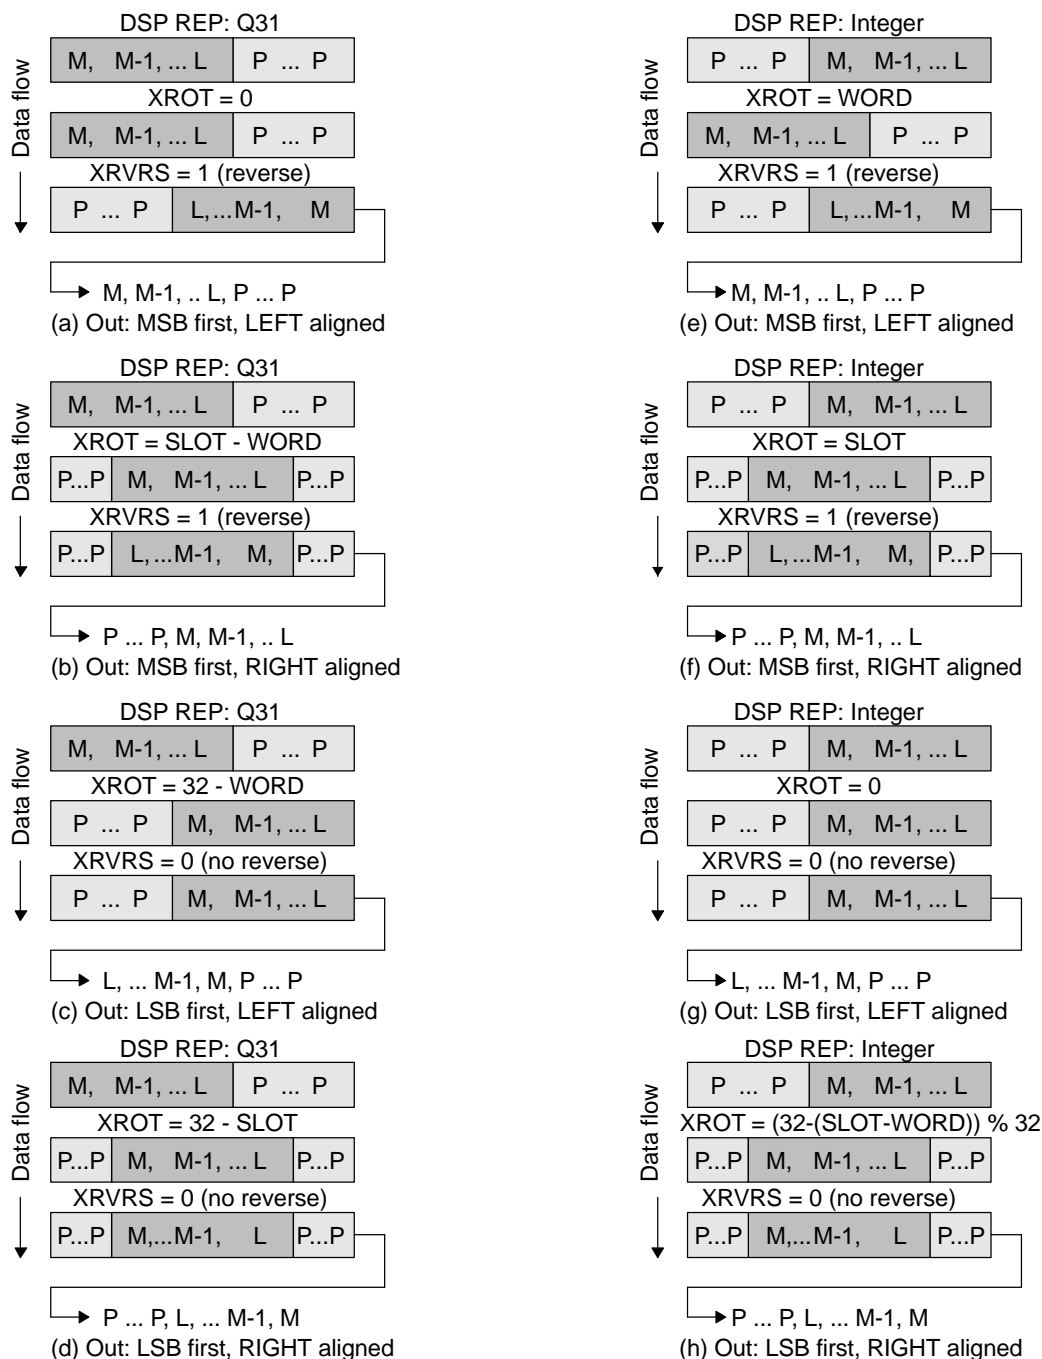 DSP REP: Q31
M, M-1, ... L P ... P
XROT = 0
M, M-1, ... L P ... P
XRVRS = 1 (reverse)
P ... P L,...M-1, M
Data flow
M, M-1, .. L, P ... P
(a) Out: MSB first, LEFT aligned
DSP REP: Integer
P ... P M, M-1, ... L
XROT = WORD
M, M-1, ... L P ... P
XRVRS = 1 (reverse)
P ... P L,...M-1, M
Data flow
M, M-1, .. L, P ... P
(e) Out: MSB first, LEFT aligned
DSP REP: Q31
M, M-1, ... L P ... P
XROT = SLOT - WORD
P...P M, M-1, ... L P...P
XRVRS = 1 (reverse)
P...P L,...M-1, M, P...P
Data flow
P ... P, M, M-1, .. L
(b) Out: MSB first, RIGHT aligned
DSP REP: Integer
P ... P M, M-1, ... L
XROT = SLOT
P...P M, M-1, ... L P...P
XRVRS = 1 (reverse)
P...P L,...M-1, M, P...P
Data flow
P ... P, M, M-1, .. L
(f) Out: MSB first, RIGHT aligned
DSP REP: Q31
M, M-1, ... L P ... P
XROT = 32 - WORD
P ... P M, M-1, ... L
XRVRS = 0 (no reverse)
P ... P M, M-1, ... L
Data flow
L, ... M-1, M, P ... P
(c) Out: LSB first, LEFT aligned
DSP REP: Integer
P ... P M, M-1, ... L
XROT = 0
P ... P M, M-1, ... L
XRVRS = 0 (no reverse)
P ... P M, M-1, ... L
Data flow
L, ... M-1, M, P ... P
(g) Out: LSB first, LEFT aligned
DSP REP: Q31
M, M-1, ... L P ... P
XROT = 32 - SLOT
P...P M, M-1, ... L P...P
XRVRS = 0 (no reverse)
P...P M,...M-1, L P...P
Data flow
P ... P, L, ... M-1, M
(d) Out: LSB first, RIGHT aligned
DSP REP: Integer
P ... P M, M-1, ... L
XROT = (32-(SLOT-WORD)) % 32
P...P M, M-1, ... L P...P
XRVRS = 0 (no reverse)
P...P M,...M-1, L P...P
Data flow
P ... P, L, ... M-1, M
(h) Out: LSB first, RIGHT aligned